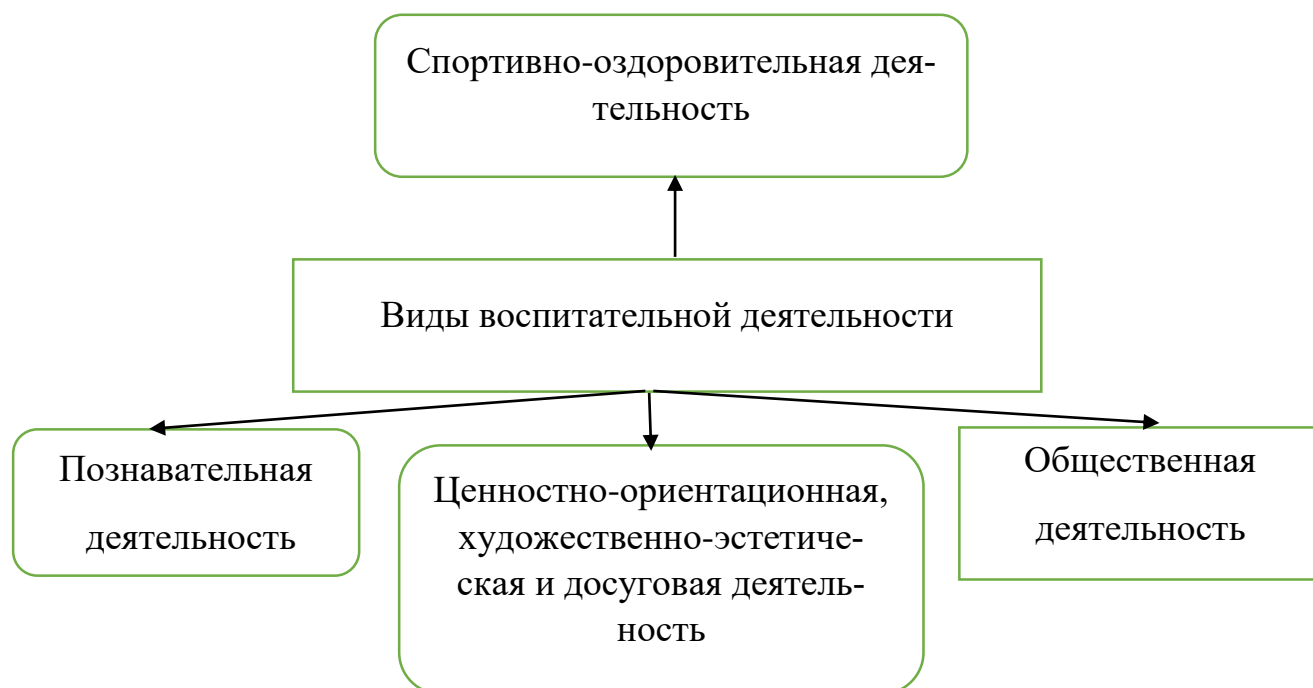 Спортивно-оздоровительная дея-
тельность
Виды воспитательной деятельности
Познавательная
деятельность
Ценностно-ориентационная,
художественно-эстетиче-
ская и досуговая деятель-
ность
Общественная
деятельность